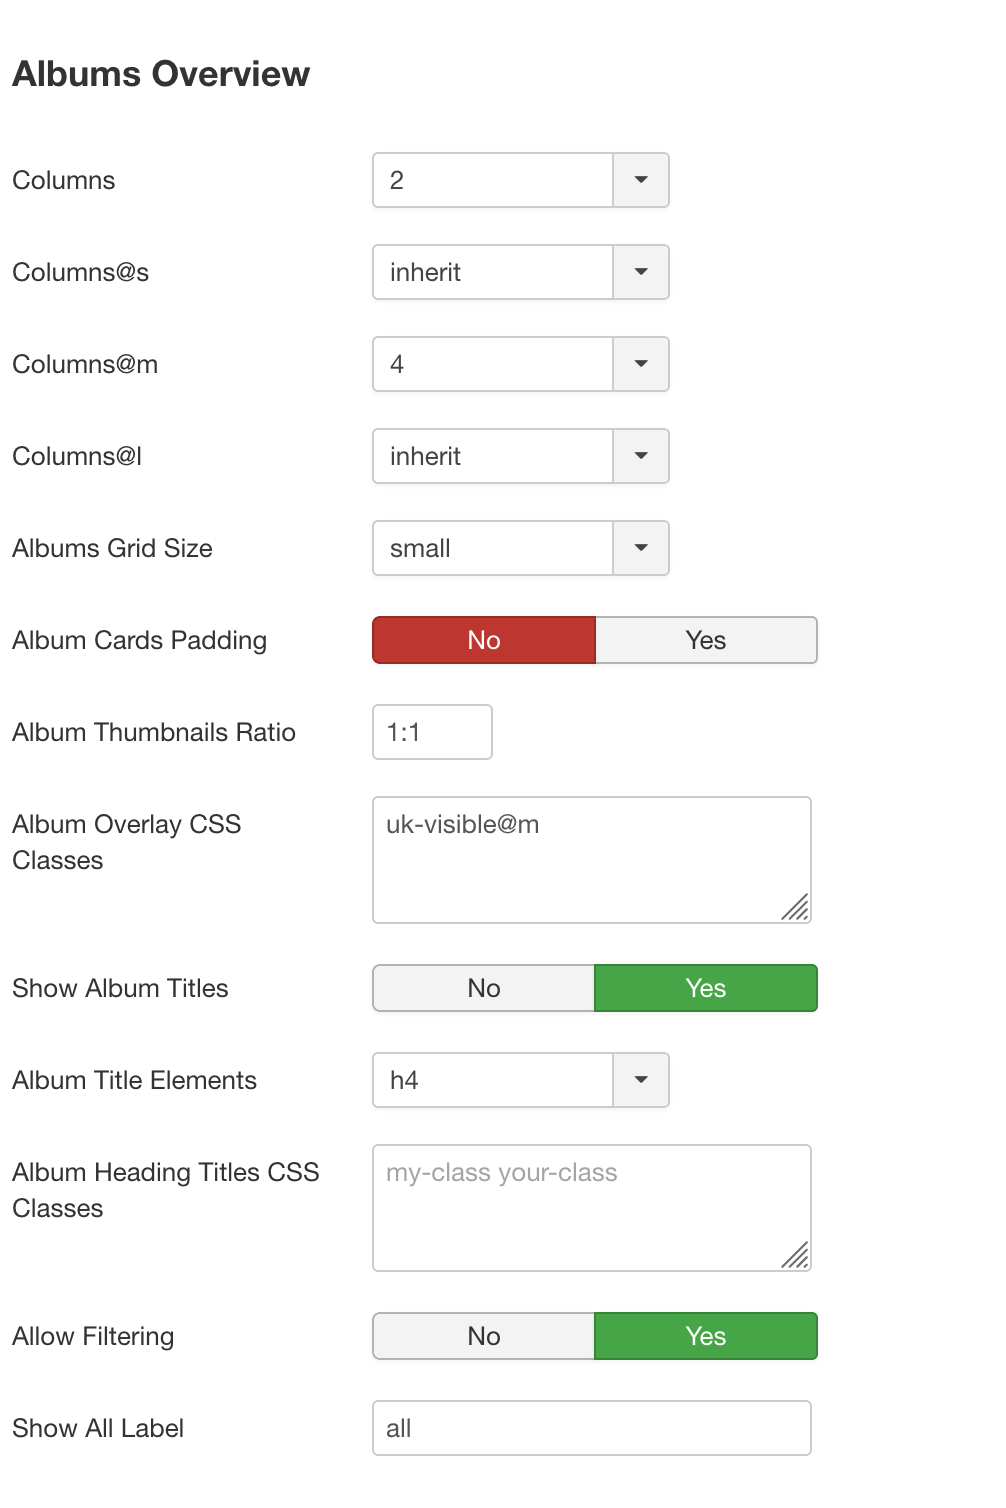 Albums Overview
Columns
2
Columns@s
inherit
Columns@m
4
Columns@l
inherit
Albums Grid Size
small
Album Cards Padding
No Yes
Album Thumbnails Ratio
1:1
Album Overlay CSS
Classes
uk-visible@m
Show Album Titles
No Yes
Album Title Elements
h4
Album Heading Titles CSS
Classes
my-class your-class
Allow Filtering
No Yes
Show All Label
all